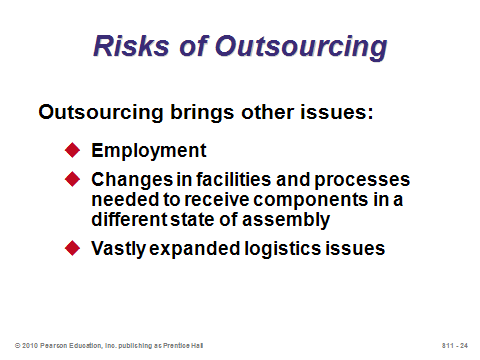 Risks of Outsourcing
Outsourcing brings other issues:
Employment
Changes in facilities and processes
needed to receive components in a
different state of assembly
Vastly expanded logistics issues
© 2010 Pearson Education, Inc. publishing as Prentice Hall
S11 - 24